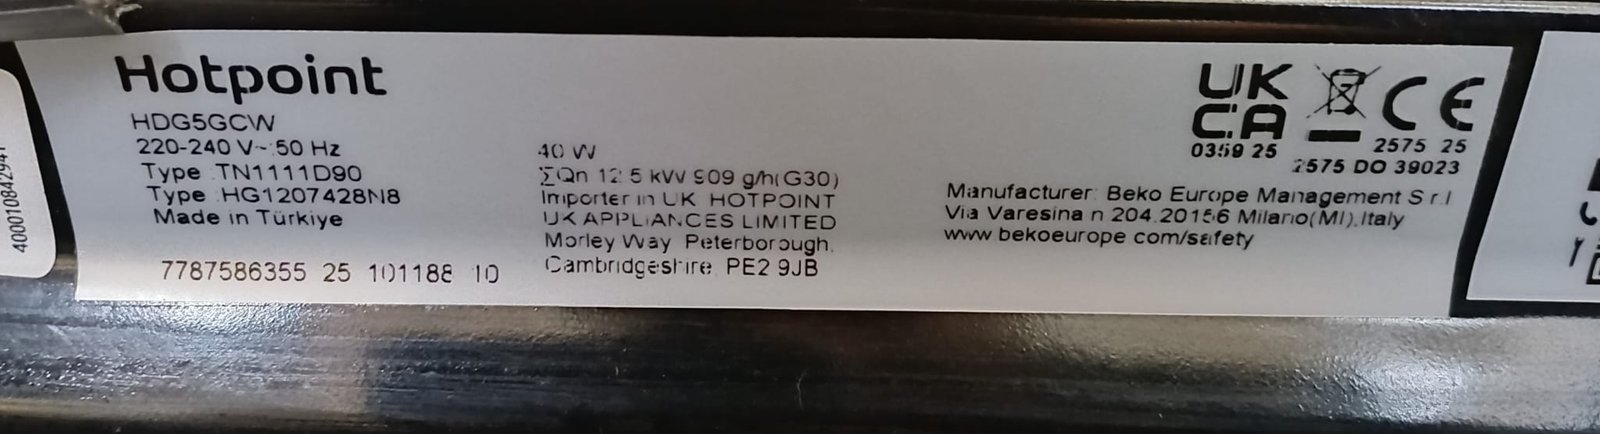 Hotpoint
HDG5GCW
220-240 V~ 50 Hz
Type TN1111D90
Type HG1207428N8
Made in Türkiye
7787586355 25 101188 10
40 W
ΣQn 12.5 kW 909 g/h(G30)
Importer in UK HOTPOINT
UK APPLIANCES LIMITED
Morley Way Peterborough,
Cambridgeshire, PE2 9JB
UK
CA
0359 25
CE
2575 25
2575 DO 39023
Manufacturer: Beko Europe Management S.r.l
Via Varesina n.204.20156 Milano(MI).Italy
www.bekoeurope.com/safety